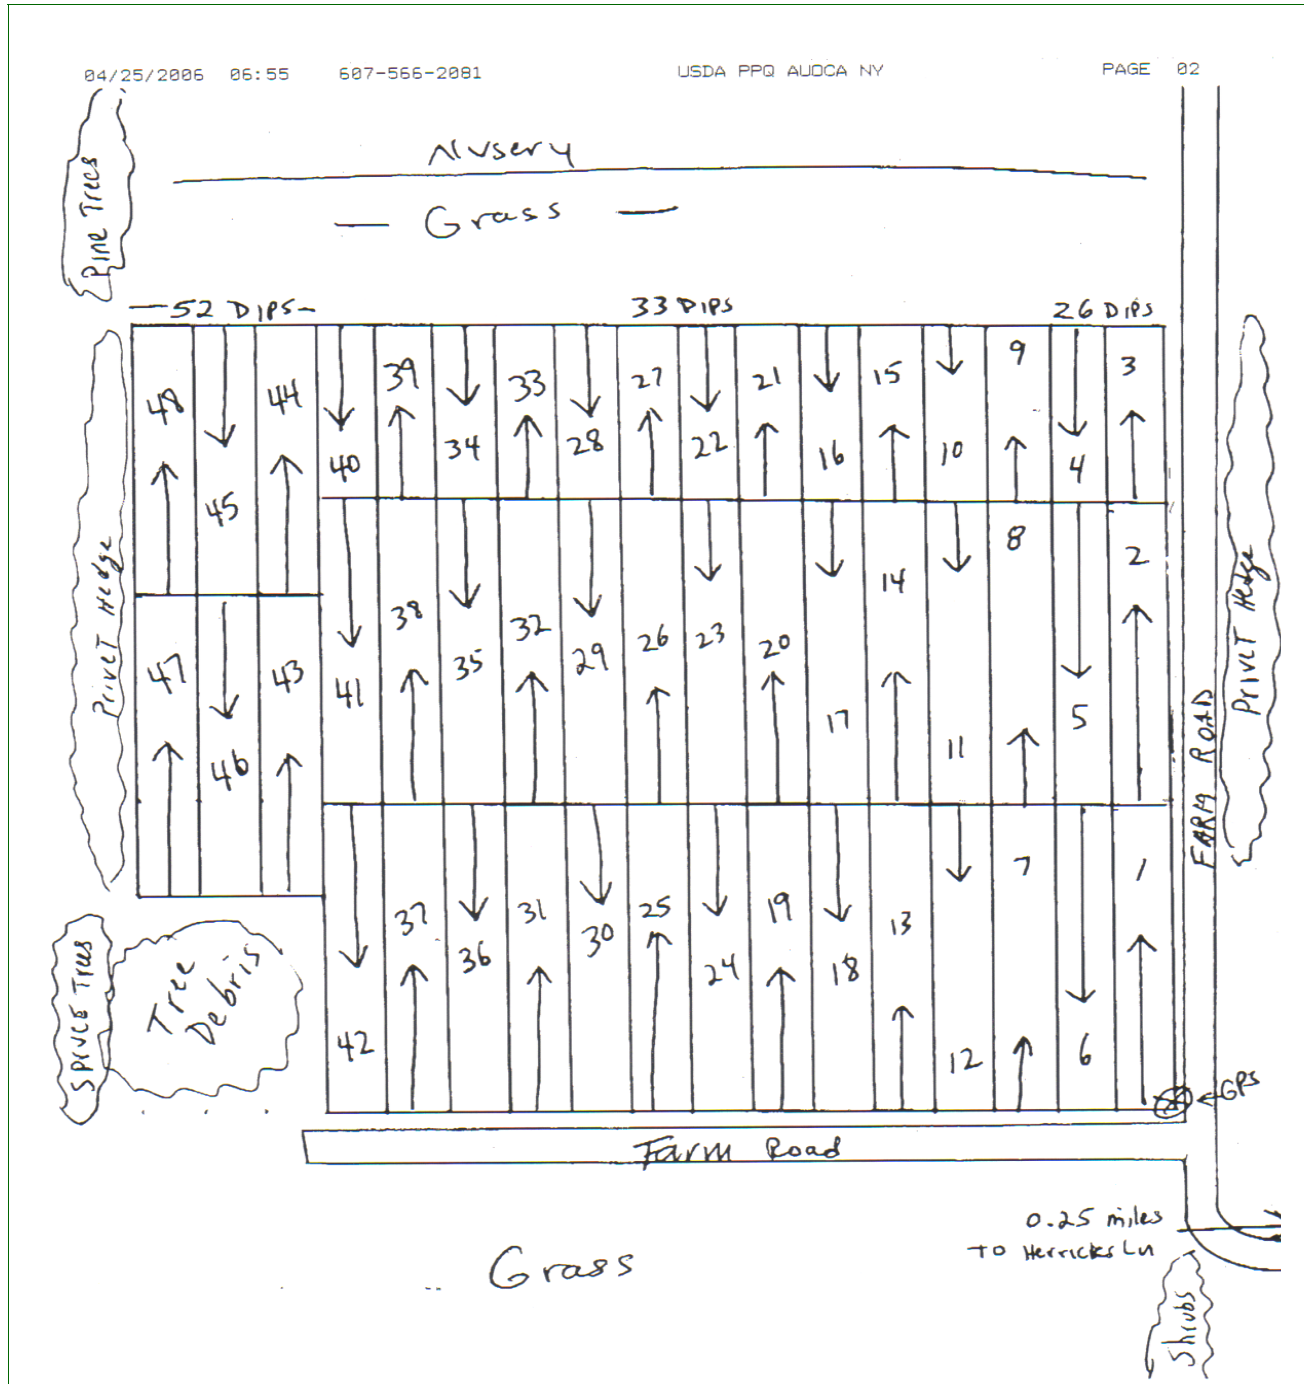 04/25/2006 06:55 607-566-2081 USDA PPQ AUOCA NY PAGE 02
Nusery
Pine Trees
Grass
52 DIPS 33 DIPS 26 DIPS
48 44 39 33 27 21 15 9 3
40 34 28 22 16 10 4
45
8 2
38 32 26 20 14
35 29 23
47 43 41 17 11 5
46
Privet Hedge
Privet Hedge
FARM ROAD
37 31 25 19 13 7 1
36 30 24 18
42 12 6
Spruce Trees
Tree
Debris
GPS
Farm Road
0.25 miles
TO Herricks Ln
Grass
Shrubs